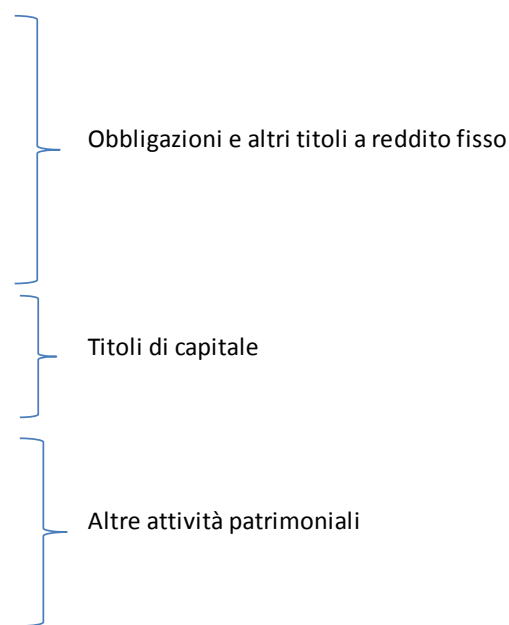 Obbligazioni e altri titoli a reddito fisso
Titoli di capitale
Altre attività patrimoniali